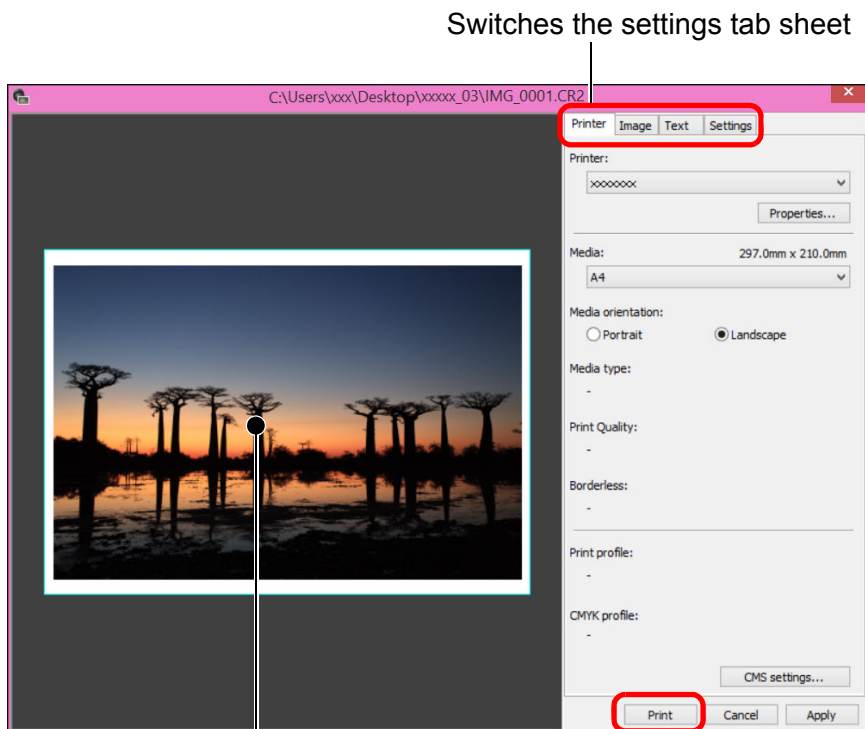 Switches the settings tab sheet
C:\Users\xxx\Desktop\xxxxx_03\IMG_0001.CR2
×
Printer Image Text Settings
Printer:
xxxxxxx
Properties...
Media: 297.0mm x 210.0mm
A4
Media orientation:
Portrait Landscape
Media type:
-
Print Quality:
-
Borderless:
-
Print profile:
-
CMYK profile:
-
CMS settings...
Print Cancel Apply